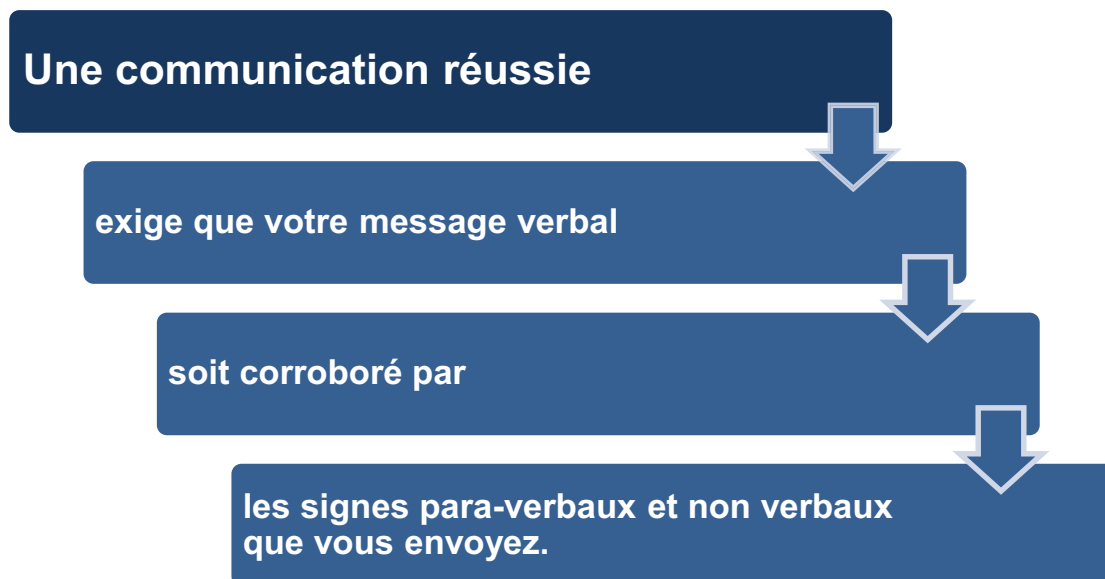 Une communication réussie
exige que votre message verbal
soit corroboré par
les signes para-verbaux et non verbaux
que vous envoyez.